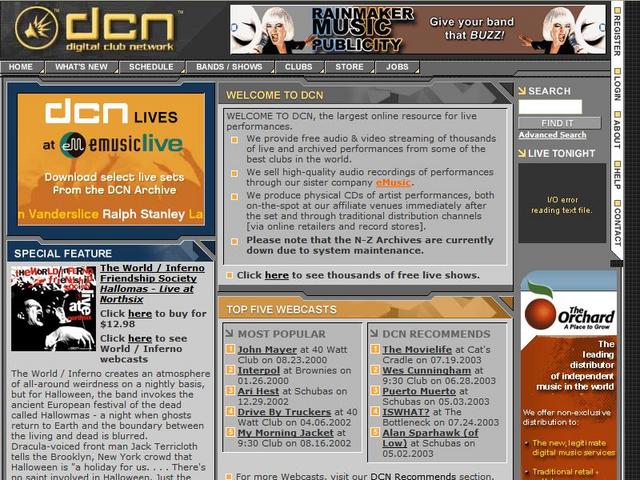 dcn
digital club network
RAINMAKER
MUSIC
PUBLICITY
Give your band
that BUZZ!
HOME
WHAT'S NEW
SCHEDULE
BANDS / SHOWS
CLUBS
STORE
JOBS
REGISTER
LOGIN
ABOUT
HELP
CONTACT
dcn LIVES
at em emusiclive
Download select live sets
from the DCN Archive
n Vanderslice Ralph Stanley La
SPECIAL FEATURE
The World / Inferno
Friendship Society
Hallomas - Live at
Northsix
Click here to buy for
$12.98
Click here to see
World / Inferno
webcasts
The World / Inferno creates an atmosphere
of all-around weirdness on a nightly basis,
but for Halloween, the band invokes the
ancient European festival of the dead
called Hallowmas - a night when ghosts
return to Earth and the boundary between
the living and dead is blurred.
Dracula-voiced front man Jack Terricloth
tells the Brooklyn, New York crowd that
Halloween is "a holiday for us. . . . There's
no saint involved in Halloween. Just the
WELCOME TO DCN
WELCOME TO DCN, the largest online resource for live
performances.
We provide free audio & video streaming of thousands
of live and archived performances from some of the
best clubs in the world.
We sell high-quality audio recordings of performances
through our sister company eMusic.
We produce physical CDs of artist performances, both
on-the-spot at our affiliate venues immediately after
the set and through traditional distribution channels
[via online retailers and record stores].
Please note that the N-Z Archives are currently
down due to system maintenance.
Click here to see thousands of free live shows.
TOP FIVE WEBCASTS
MOST POPULAR
1 John Mayer at 40 Watt
Club on 08.23.2000
2 Interpol at Brownies on
01.26.2000
3 Ari Hest at Schubas on
12.29.2002
4 Drive By Truckers at 40
Watt Club on 04.06.2002
5 My Morning Jacket at
9:30 Club on 08.16.2002
DCN RECOMMENDS
1 The Movielife at Cat's
Cradle on 07.19.2003
2 Wes Cunningham at
9:30 Club on 06.28.2003
3 Puerto Muerto at
Schubas on 05.03.2003
4 ISWHAT? at The
Bottleneck on 07.24.2003
5 Alan Sparhawk (of
Low) at Schubas on
05.02.2003
For more Webcasts, visit our DCN Recommends section.
SEARCH
FIND IT
Advanced Search
LIVE TONIGHT
I/O error
reading text file.
The
Orchard
A Place to Grow
The
leading
distributor
of independent
music in the world
We offer non-exclusive
distribution to:
The new, legitimate
digital music services
Traditional retail +